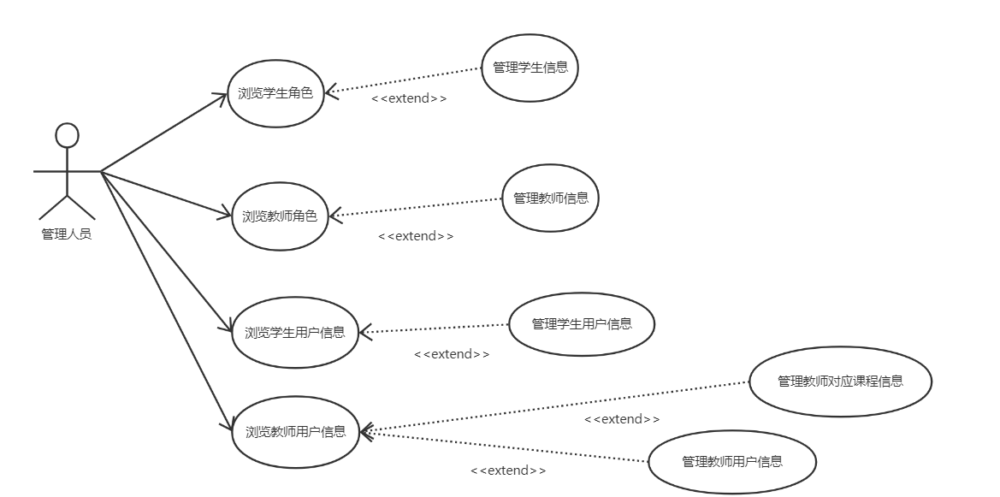 管理学生信息
浏览学生角色
<<extend>>
管理教师信息
浏览教师角色
管理人员
<<extend>>
管理学生用户信息
浏览学生用户信息
<<extend>>
管理教师对应课程信息
<<extend>>
浏览教师用户信息
管理教师用户信息
<<extend>>